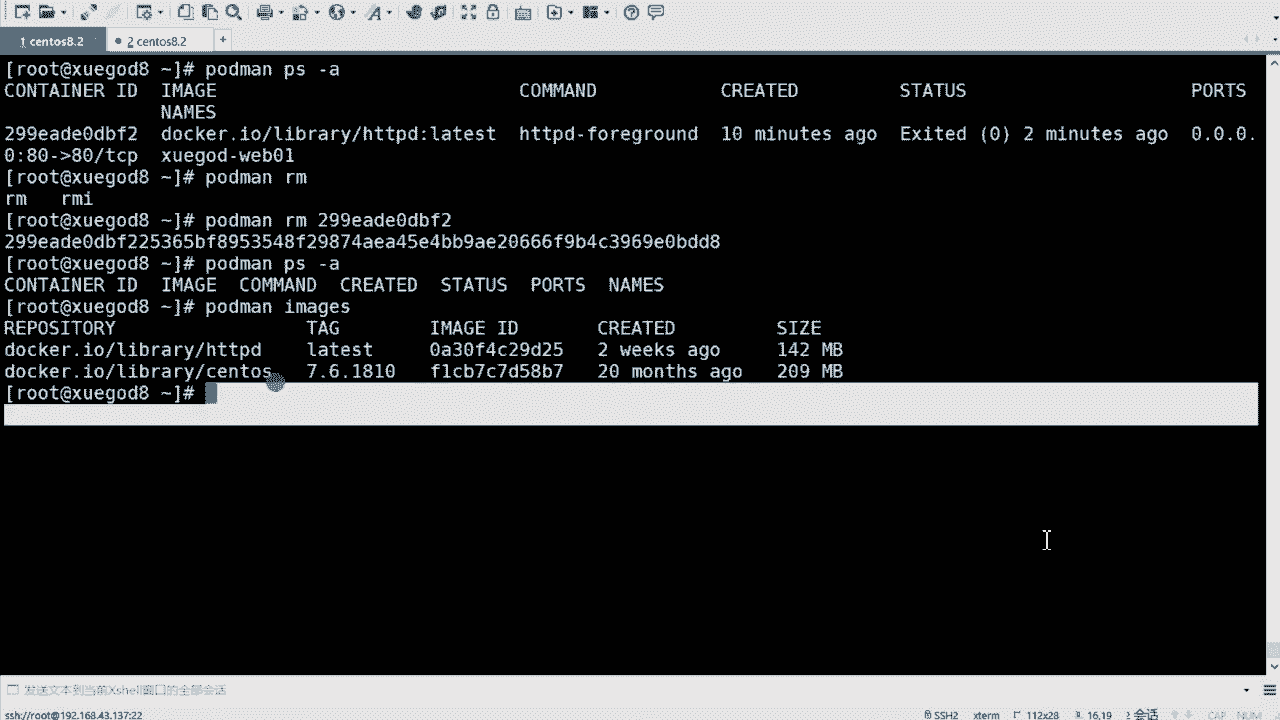 1 centos8.2
2 centos8.2
+
[root@xuegod8 ~]# podman ps -a
CONTAINER ID  IMAGE                           COMMAND           CREATED         STATUS                    PORTS
              NAMES
299eade0dbf2  docker.io/library/httpd:latest  httpd-foreground  10 minutes ago  Exited (0) 2 minutes ago  0.0.0.
0:80->80/tcp  xuegod-web01
[root@xuegod8 ~]# podman rm
rm   rmi
[root@xuegod8 ~]# podman rm 299eade0dbf2
299eade0dbf225365bf8953548f29874aea45e4bb9ae20666f9b4c3969e0bdd8
[root@xuegod8 ~]# podman ps -a
CONTAINER ID  IMAGE  COMMAND  CREATED  STATUS  PORTS  NAMES
[root@xuegod8 ~]# podman images
REPOSITORY                 TAG        IMAGE ID       CREATED         SIZE
docker.io/library/httpd    latest     0a30f4c29d25   2 weeks ago     142 MB
docker.io/library/centos   7.6.1810   f1cb7c7d58b7   20 months ago   209 MB
[root@xuegod8 ~]#
发送文本到当前Xshell窗口的全部会话
ssh://root@192.168.43.137:22 SSH2 xterm 112x28 16,19 1 会话 CAP NUM